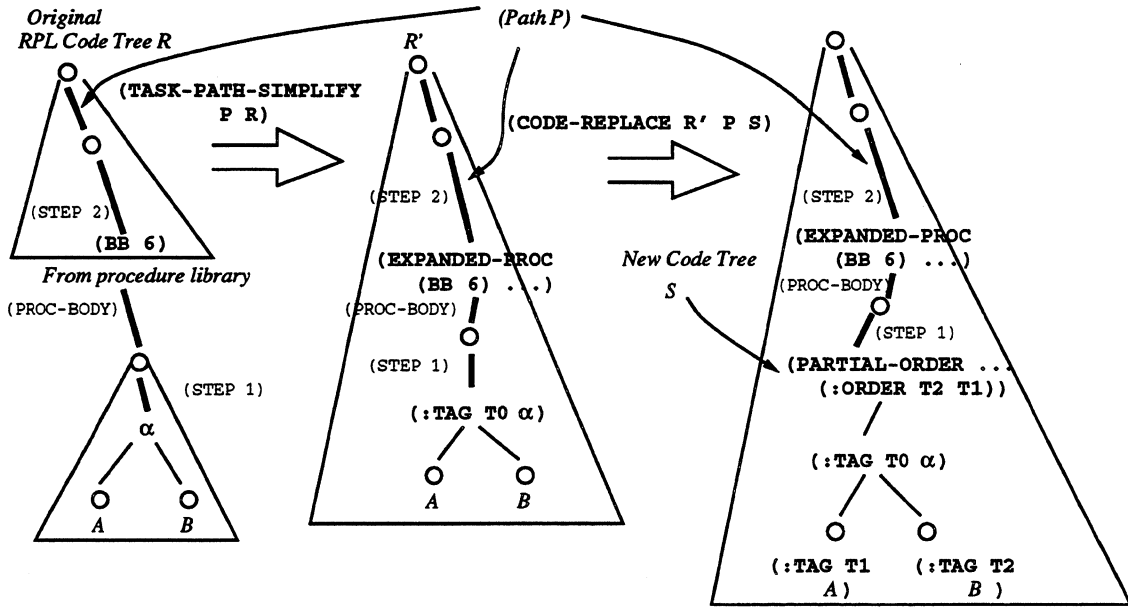 Original
RPL Code Tree R
(TASK-PATH-SIMPLIFY
P R)
(STEP 2)
(BB 6)
From procedure library
(PROC-BODY)
(STEP 1)
α
A
B
(Path P)
R'
(CODE-REPLACE R' P S)
(STEP 2)
(EXPANDED-PROC
(BB 6) ...)
(PROC-BODY)
(STEP 1)
(:TAG T0 α)
A
B
New Code Tree
S
(STEP 2)
(EXPANDED-PROC
(BB 6) ...)
(PROC-BODY)
(STEP 1)
(PARTIAL-ORDER ...
(:ORDER T2 T1))
(:TAG T0 α)
(:TAG T1
A)
(:TAG T2
B)